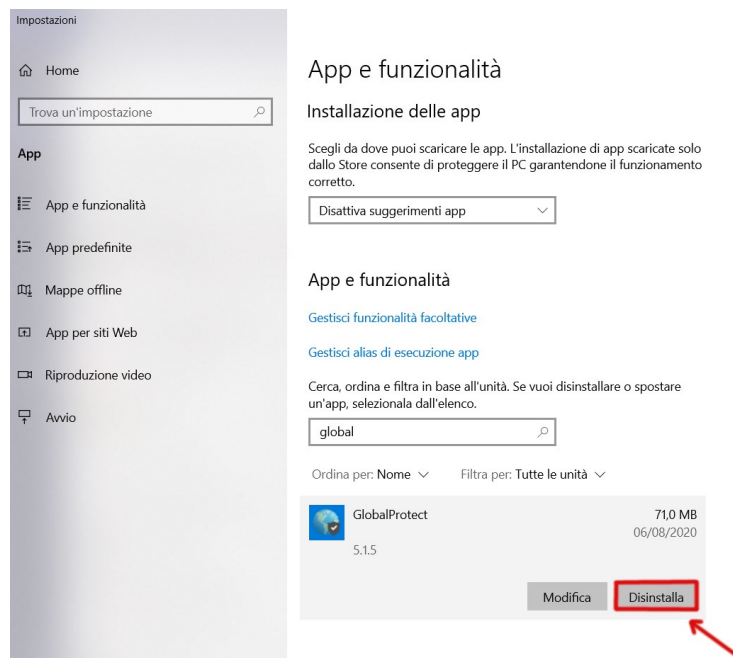 Impostazioni
Home
Trova un'impostazione
App
App e funzionalità
App predefinite
Mappe offline
App per siti Web
Riproduzione video
Avvio
App e funzionalità
Installazione delle app
Scegli da dove puoi scaricare le app. L'installazione di app scaricate solo
dallo Store consente di proteggere il PC garantendone il funzionamento
corretto.
Disattiva suggerimenti app
App e funzionalità
Gestisci funzionalità facoltative
Gestisci alias di esecuzione app
Cerca, ordina e filtra in base all'unità. Se vuoi disinstallare o spostare
un'app, selezionala dall'elenco.
global
Ordina per: Nome Filtra per: Tutte le unità
GlobalProtect 71,0 MB
06/08/2020
5.1.5
Modifica Disinstalla